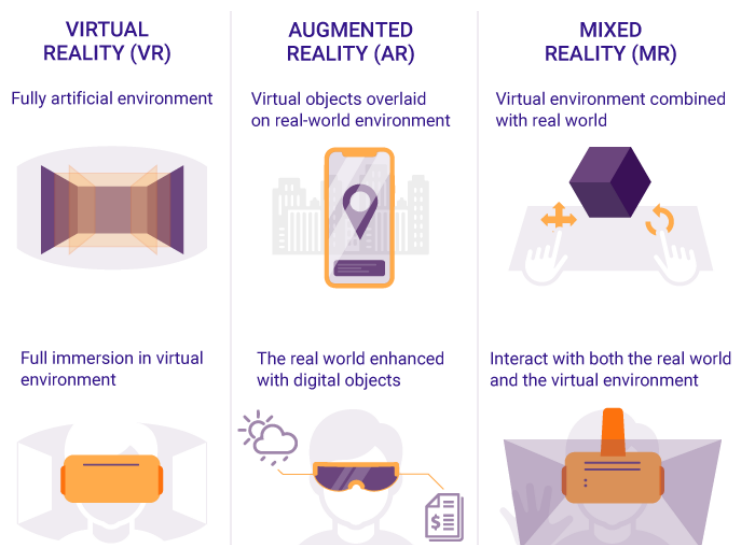 VIRTUAL
REALITY (VR)
Fully artificial environment
Full immersion in virtual
environment
AUGMENTED
REALITY (AR)
Virtual objects overlaid
on real-world environment
The real world enhanced
with digital objects
$
MIXED
REALITY (MR)
Virtual environment combined
with real world
Interact with both the real world
and the virtual environment